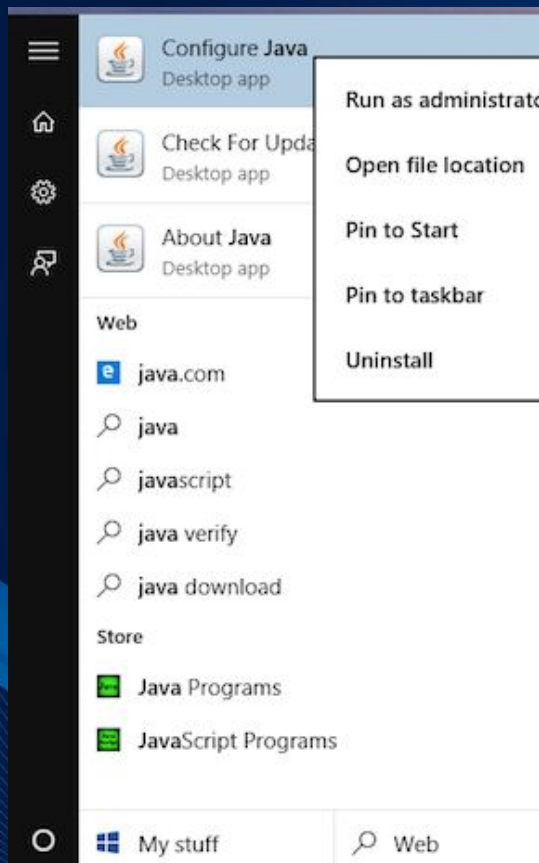 Configure Java
Desktop app
Run as administrato
Check For Upda
Desktop app
Open file location
Pin to Start
About Java
Desktop app
Pin to taskbar
Uninstall
Web
java.com
java
javascript
java verify
java download
Store
Java Programs
JavaScript Programs
My stuff
Web